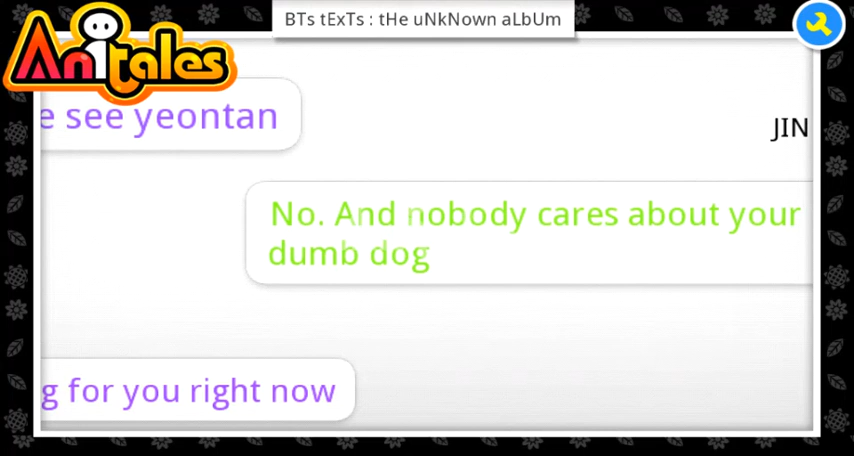 BTs tExTs : tHe uNkNown aLbUm
Anitales
e see yeontan
JIN
No. And nobody cares about your
dumb dog
g for you right now